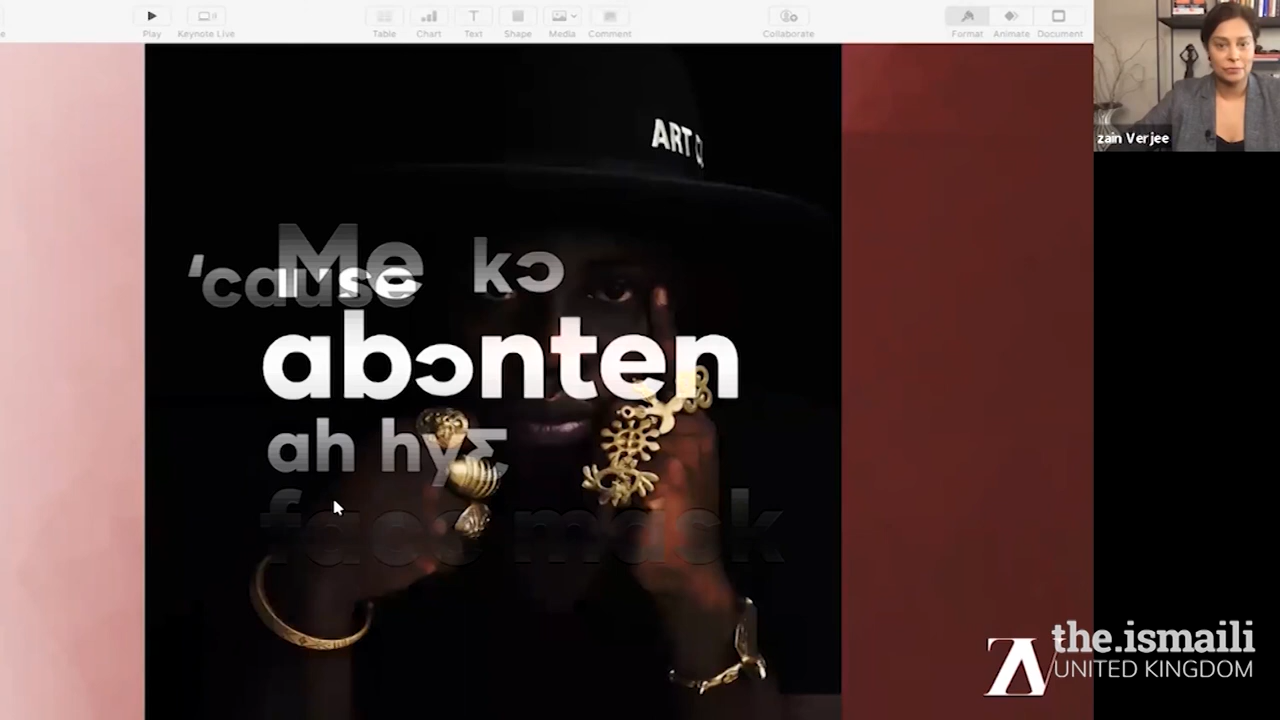 Play
Keynote Live
Table
Chart
Text
Shape
Media
Comment
Collaborate
Format
Animate
Document
zain Verjee
ART
Me kɔ
'cause
abɔnten
ah hyɛ
face mask
the.ismaili
UNITED KINGDOM